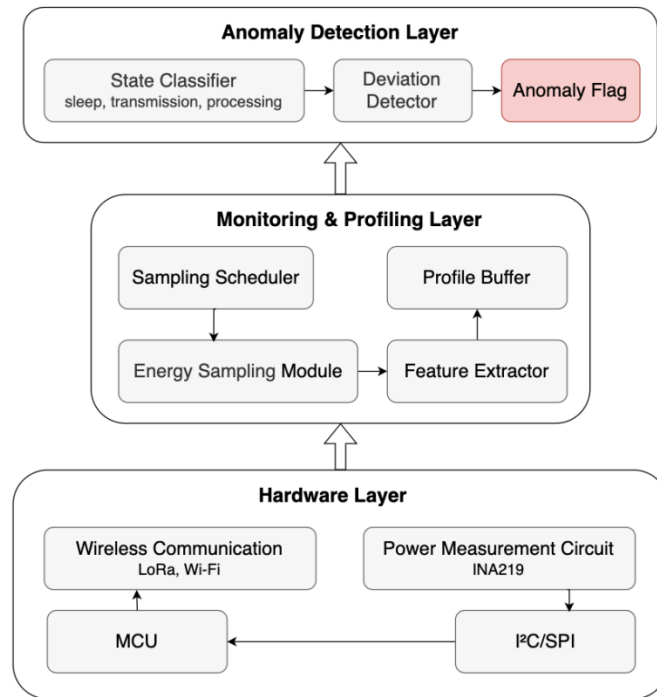 Anomaly Detection Layer
State Classifier
sleep, transmission, processing
Deviation
Detector
Anomaly Flag
Monitoring & Profiling Layer
Sampling Scheduler
Profile Buffer
Energy Sampling Module
Feature Extractor
Hardware Layer
Wireless Communication
LoRa, Wi-Fi
Power Measurement Circuit
INA219
MCU
I²C/SPI